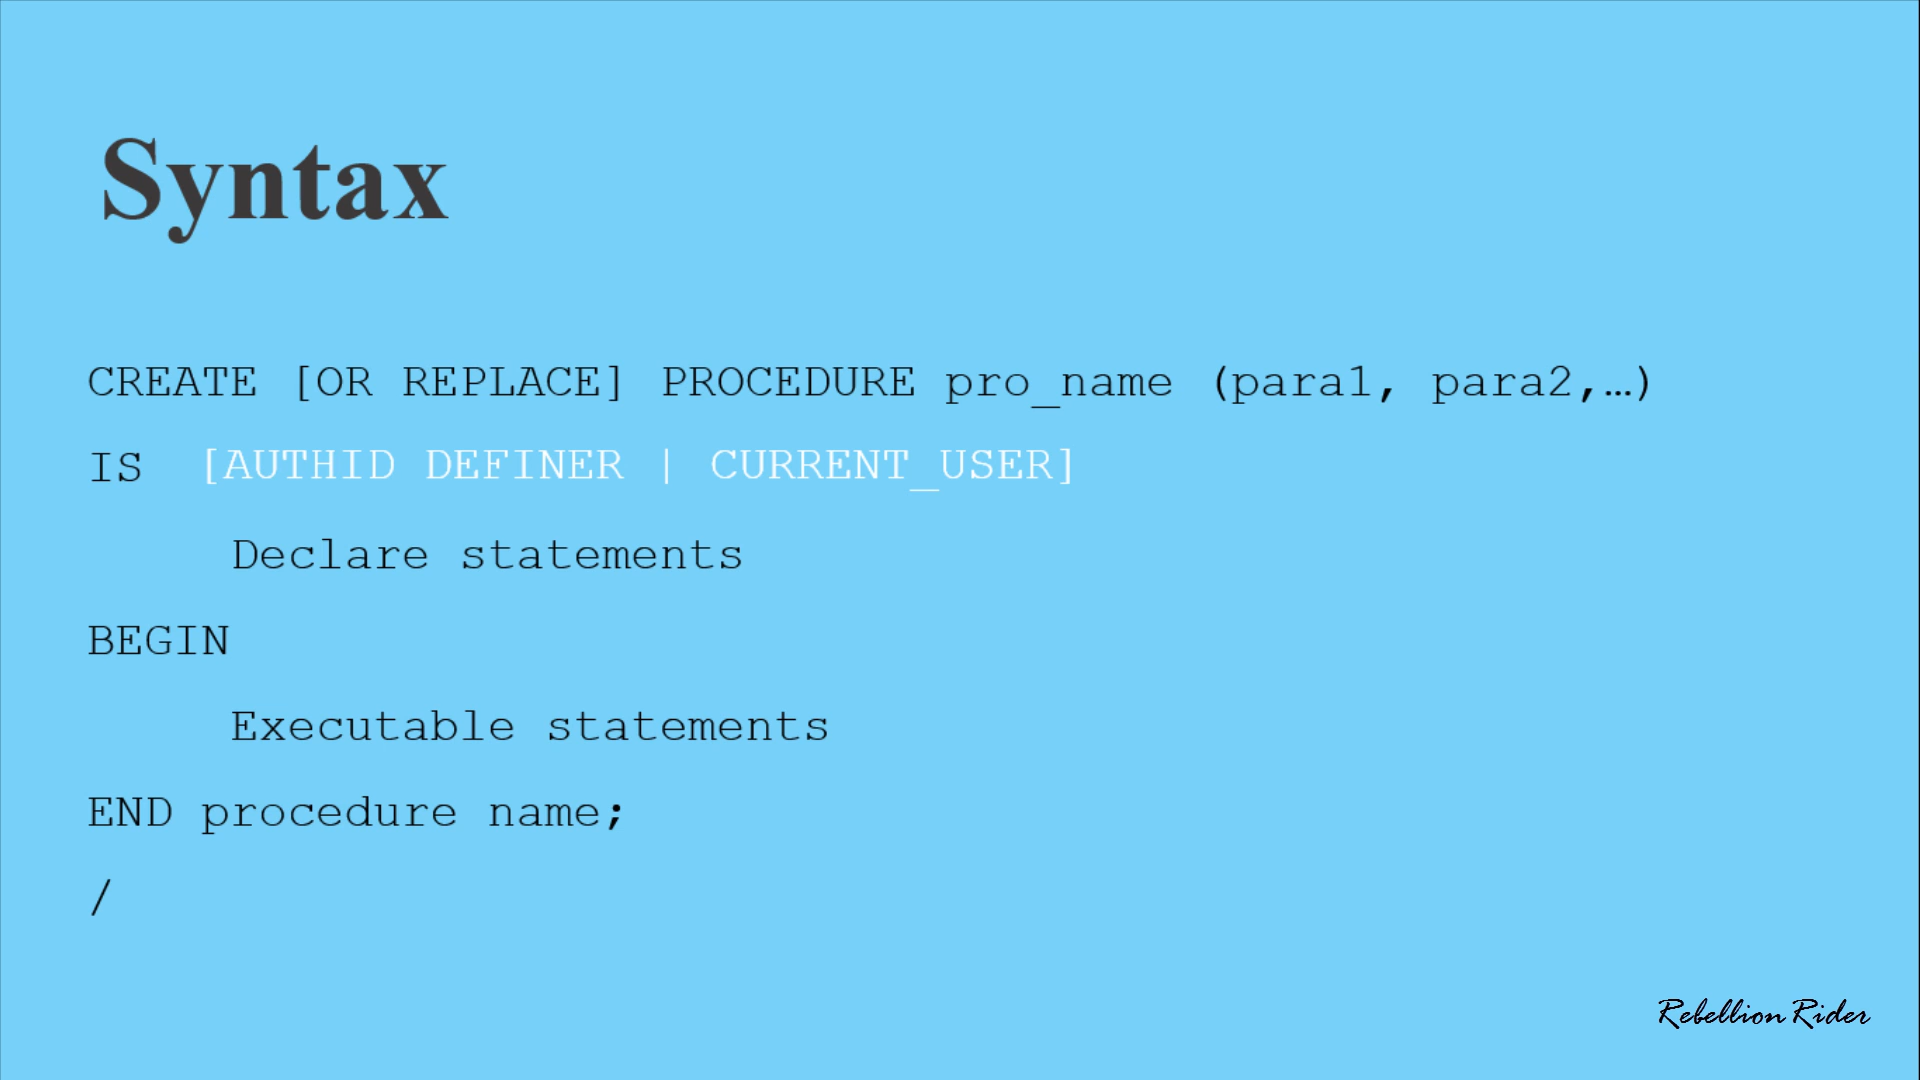 Syntax
CREATE [OR REPLACE] PROCEDURE pro_name (para1, para2,…)
IS [AUTHID DEFINER | CURRENT_USER]
Declare statements
BEGIN
Executable statements
END procedure name;
/
Rebellion Rider